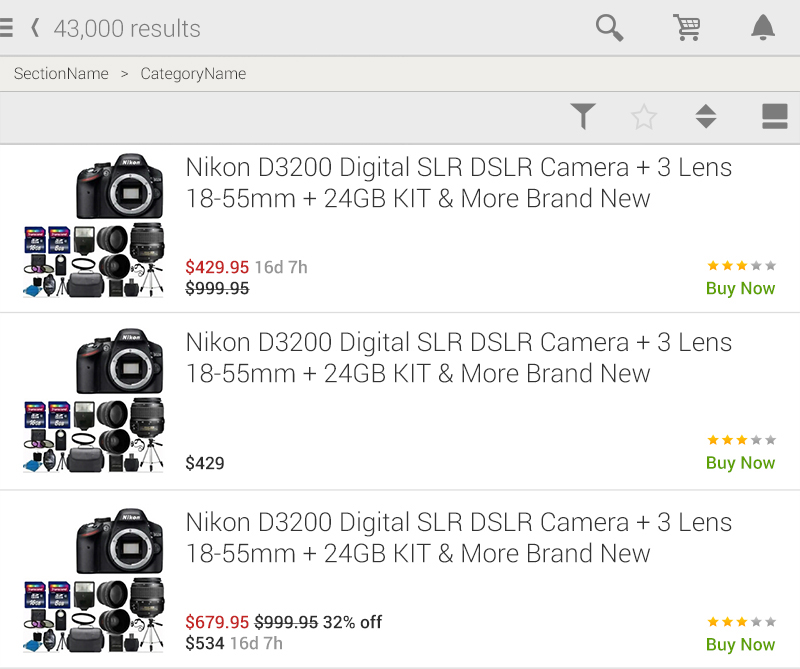 43,000 results
SectionName > CategoryName
Nikon D3200 Digital SLR DSLR Camera + 3 Lens
18-55mm + 24GB KIT & More Brand New
$429.95 16d 7h
$999.95
Buy Now
Nikon D3200 Digital SLR DSLR Camera + 3 Lens
18-55mm + 24GB KIT & More Brand New
$429
Buy Now
Nikon D3200 Digital SLR DSLR Camera + 3 Lens
18-55mm + 24GB KIT & More Brand New
$679.95 $999.95 32% off
$534 16d 7h
Buy Now